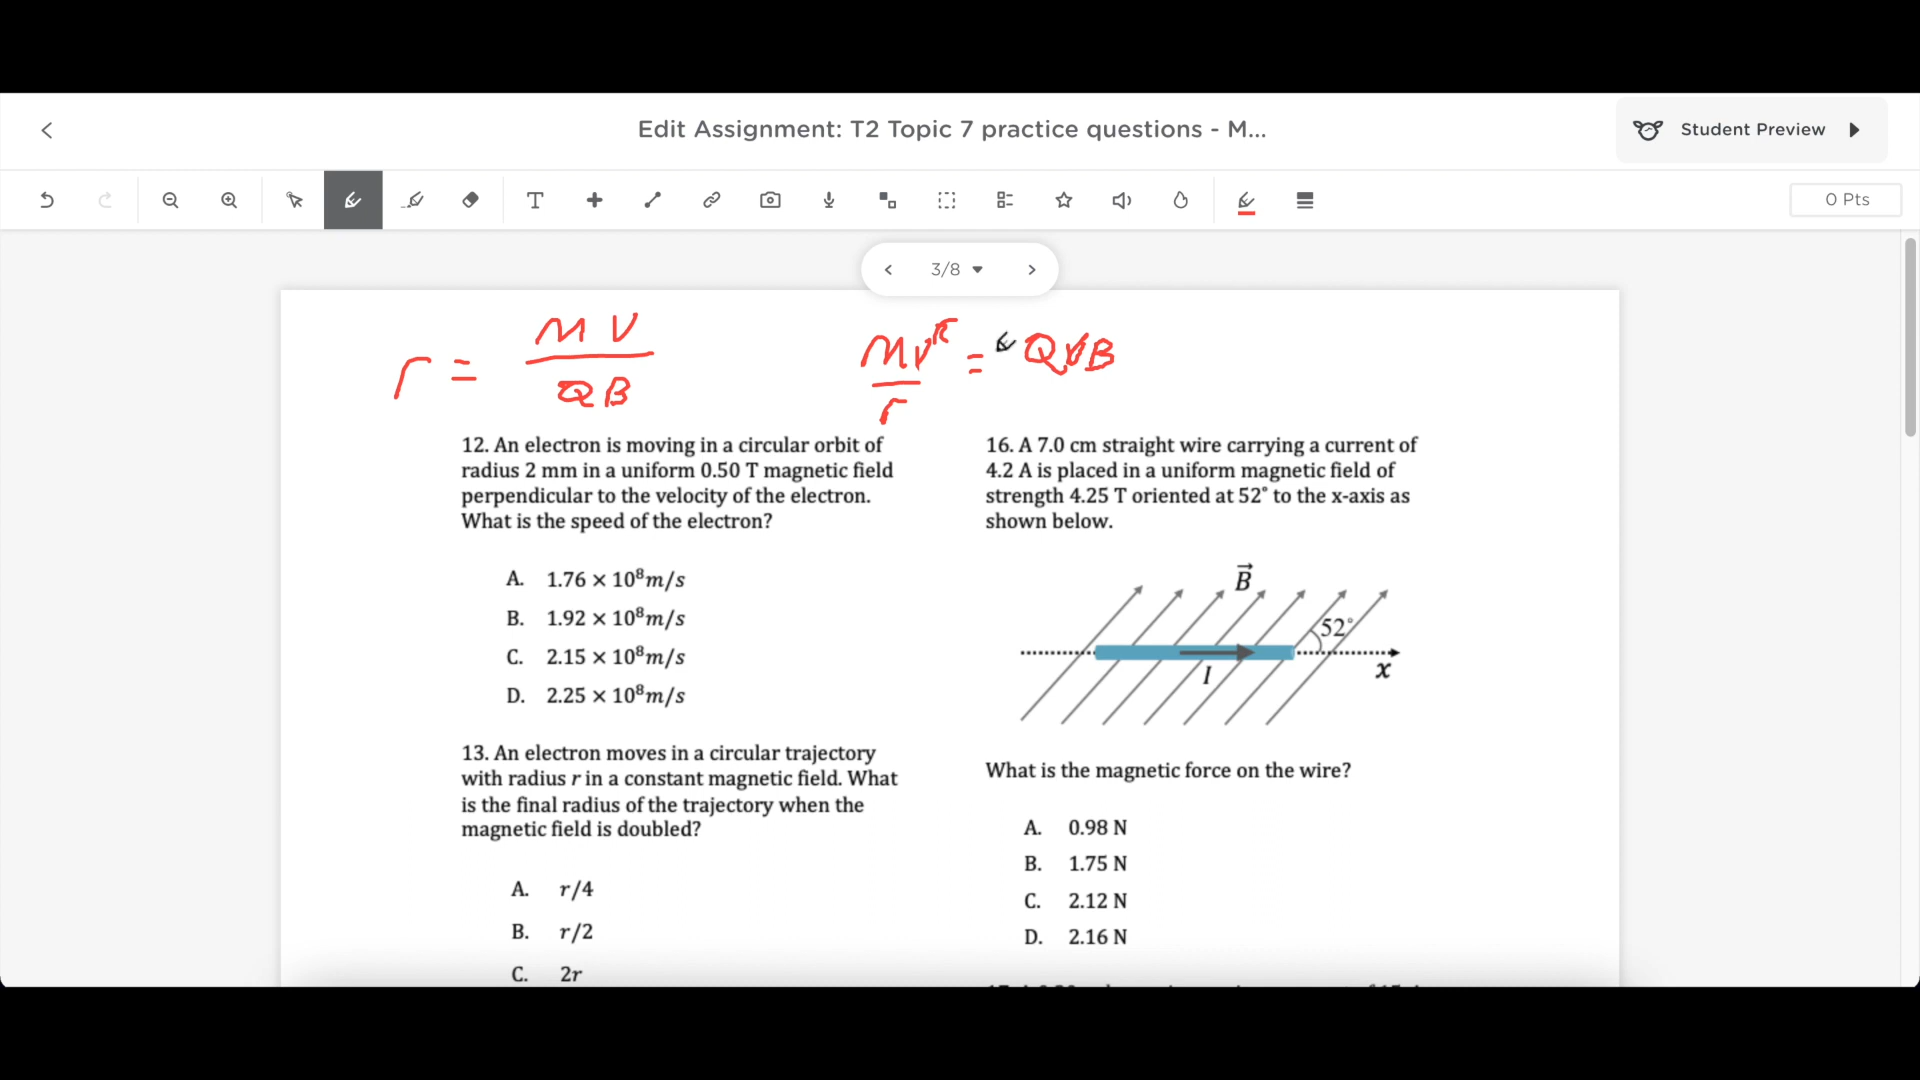 Edit Assignment: T2 Topic 7 practice questions - M...
Student Preview
T
0 Pts
3/8
r = MV / QB
MV² / r = QVB
12. An electron is moving in a circular orbit of
radius 2 mm in a uniform 0.50 T magnetic field
perpendicular to the velocity of the electron.
What is the speed of the electron?
A. 1.76 × 10⁸m/s
B. 1.92 × 10⁸m/s
C. 2.15 × 10⁸m/s
D. 2.25 × 10⁸m/s
13. An electron moves in a circular trajectory
with radius r in a constant magnetic field. What
is the final radius of the trajectory when the
magnetic field is doubled?
A. r/4
B. r/2
C. 2r
16. A 7.0 cm straight wire carrying a current of
4.2 A is placed in a uniform magnetic field of
strength 4.25 T oriented at 52° to the x-axis as
shown below.
B⃗
52°
I
x
What is the magnetic force on the wire?
A. 0.98 N
B. 1.75 N
C. 2.12 N
D. 2.16 N